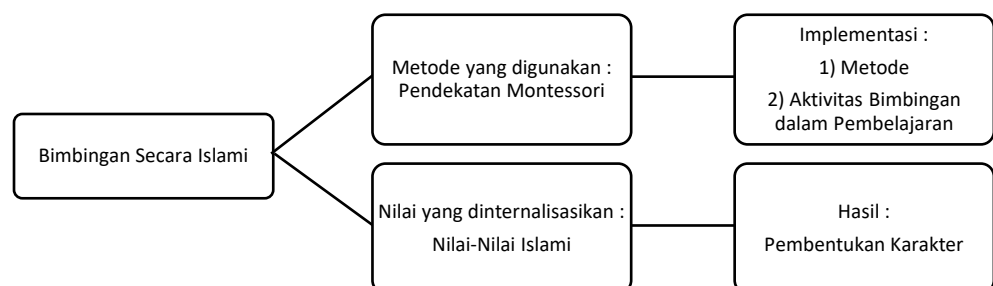 Bimbingan Secara Islami
Metode yang digunakan :
Pendekatan Montessori
Implementasi :
1) Metode
2) Aktivitas Bimbingan
dalam Pembelajaran
Nilai yang dinternalisasikan :
Nilai-Nilai Islami
Hasil :
Pembentukan Karakter